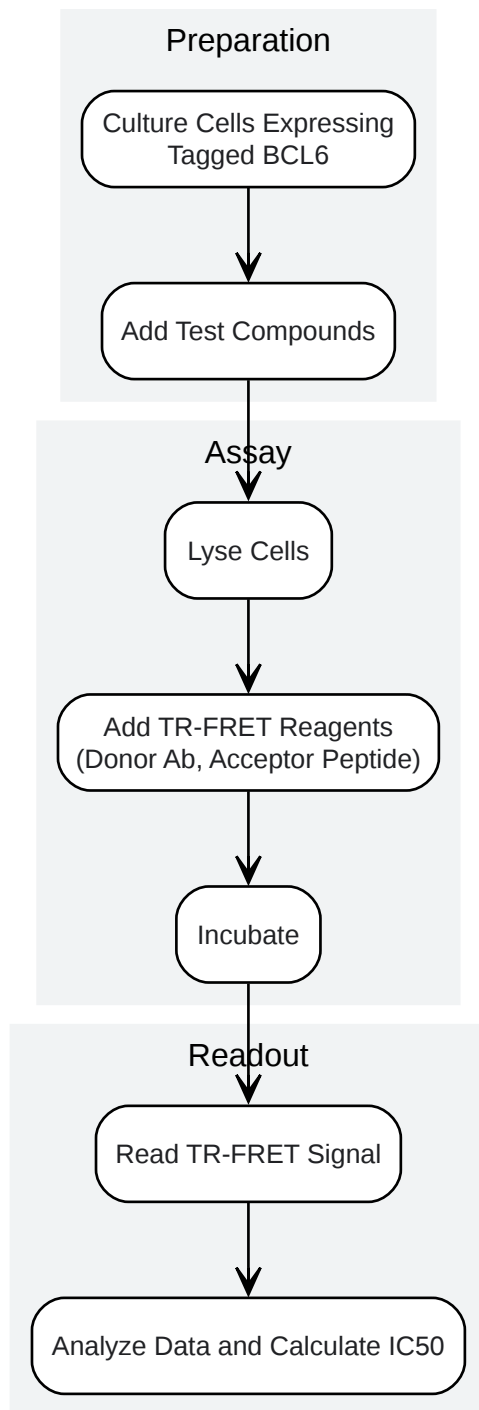 Preparation
Culture Cells Expressing
Tagged BCL6
Add Test Compounds
Assay
Lyse Cells
Add TR-FRET Reagents
(Donor Ab, Acceptor Peptide)
Incubate
Readout
Read TR-FRET Signal
Analyze Data and Calculate IC50